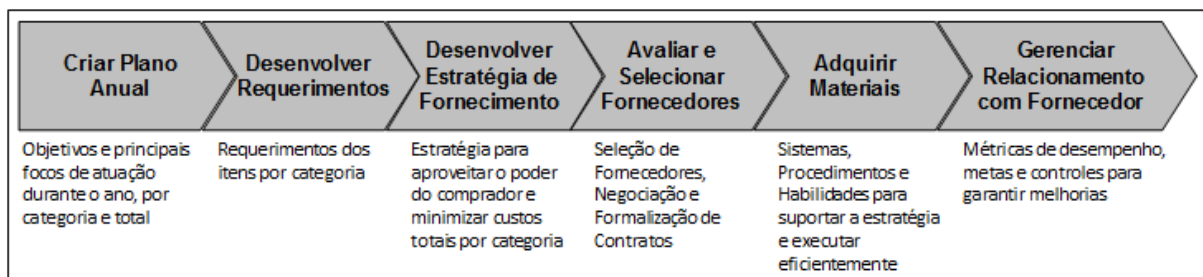 Criar Plano
Anual
Desenvolver
Requerimentos
Desenvolver
Estratégia de
Fornecimento
Avaliar e
Selecionar
Fornecedores
Adquirir
Materiais
Gerenciar
Relacionamento
com Fornecedor
Objetivos e principais
focos de atuação
durante o ano, por
categoria e total
Requerimentos dos
itens por categoria
Estratégia para
aproveitar o poder
do comprador e
minimizar custos
totais por categoria
Seleção de
Fornecedores,
Negociação e
Formalização de
Contratos
Sistemas,
Procedimentos e
Habilidades para
suportar a estratégia
e executar
eficientemente
Métricas de desempenho,
metas e controles para
garantir melhorias